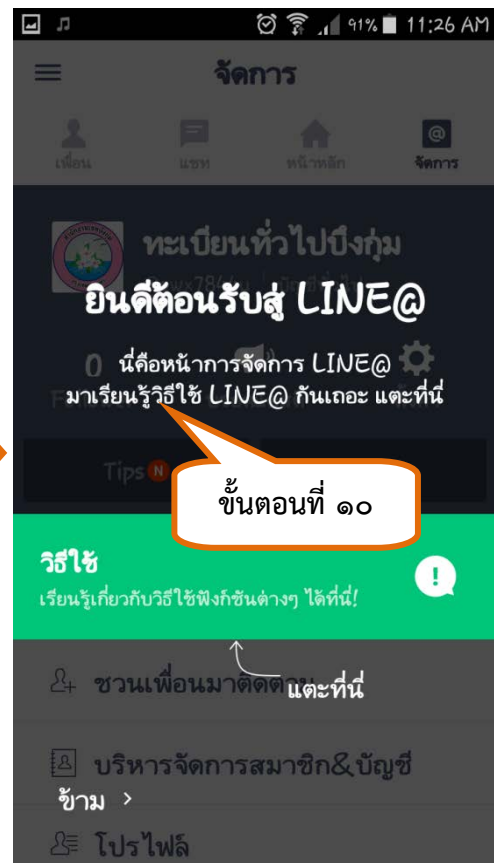 91% 11:26 AM
จัดการ
เพื่อน แชท หน้าหลัก จัดการ
ทะเบียนทั่วไปบึงกุ่ม
ยินดีต้อนรับสู่ LINE@
0 นี่คือหน้าการจัดการ LINE@
มาเรียนรู้วิธีใช้ LINE@ กันเถอะ แตะที่นี่
Tips N
ขั้นตอนที่ ๑๐
วิธีใช้
เรียนรู้เกี่ยวกับวิธีใช้ฟังก์ชันต่างๆ ได้ที่นี่!
ชวนเพื่อนมาติดตาม
แตะที่นี่
บริหารจัดการสมาชิก&บัญชี
ข้าม >
โปรไฟล์